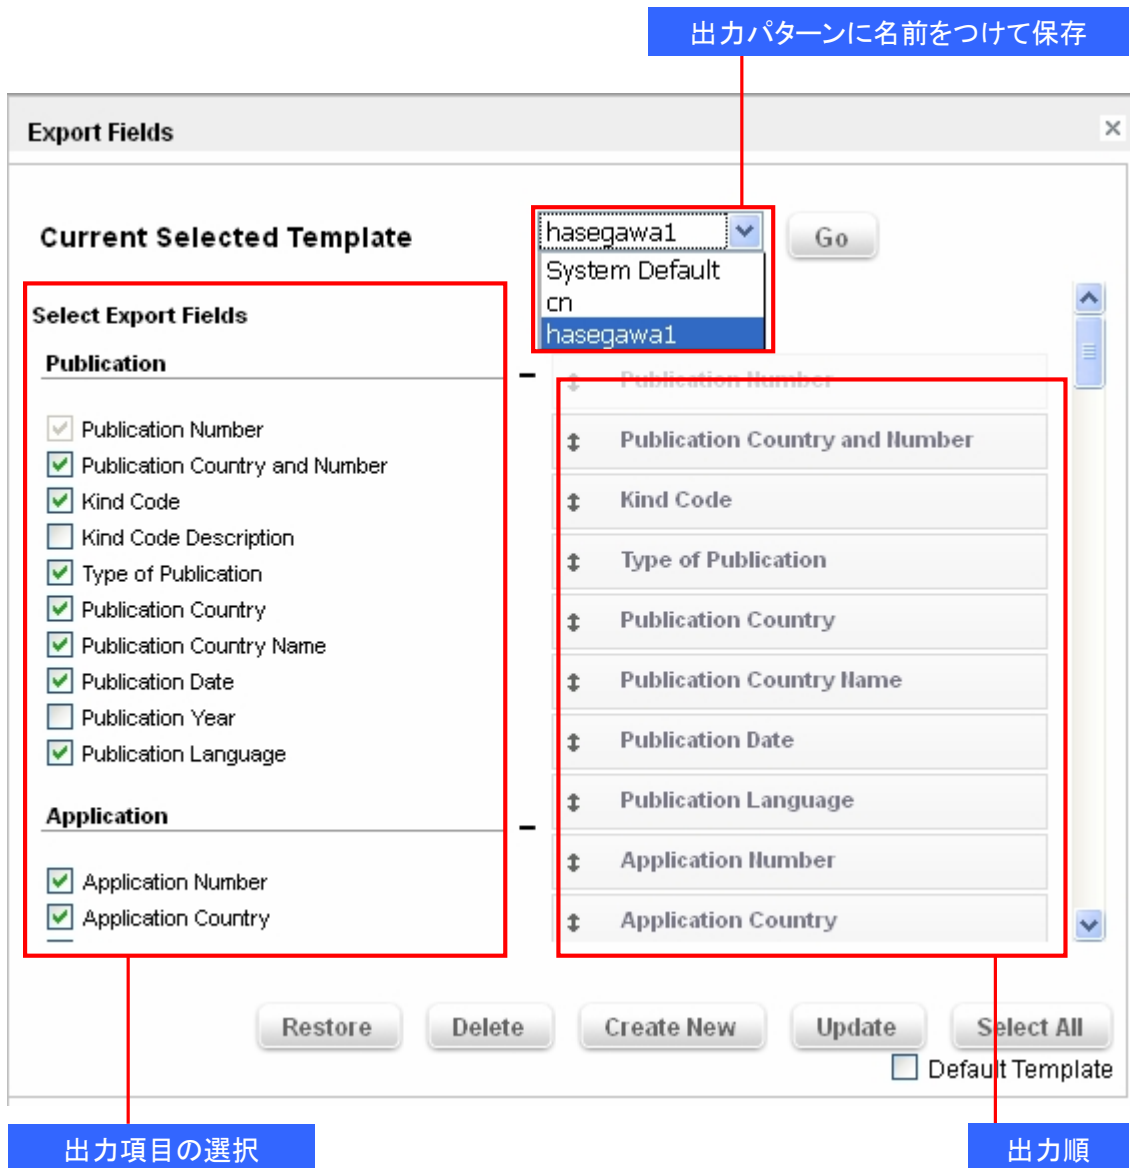 出力パターンに名前をつけて保存
Export Fields
Current Selected Template
hasegawa1
Go
System Default
cn
hasegawa1
Select Export Fields
Publication
Publication Number
Publication Country and Number
Kind Code
Kind Code Description
Type of Publication
Publication Country
Publication Country Name
Publication Date
Publication Year
Publication Language
Application
Application Number
Application Country
Publication Number
Publication Country and Number
Kind Code
Type of Publication
Publication Country
Publication Country Name
Publication Date
Publication Language
Application Number
Application Country
Restore
Delete
Create New
Update
Select All
Default Template
出力項目の選択
出力順